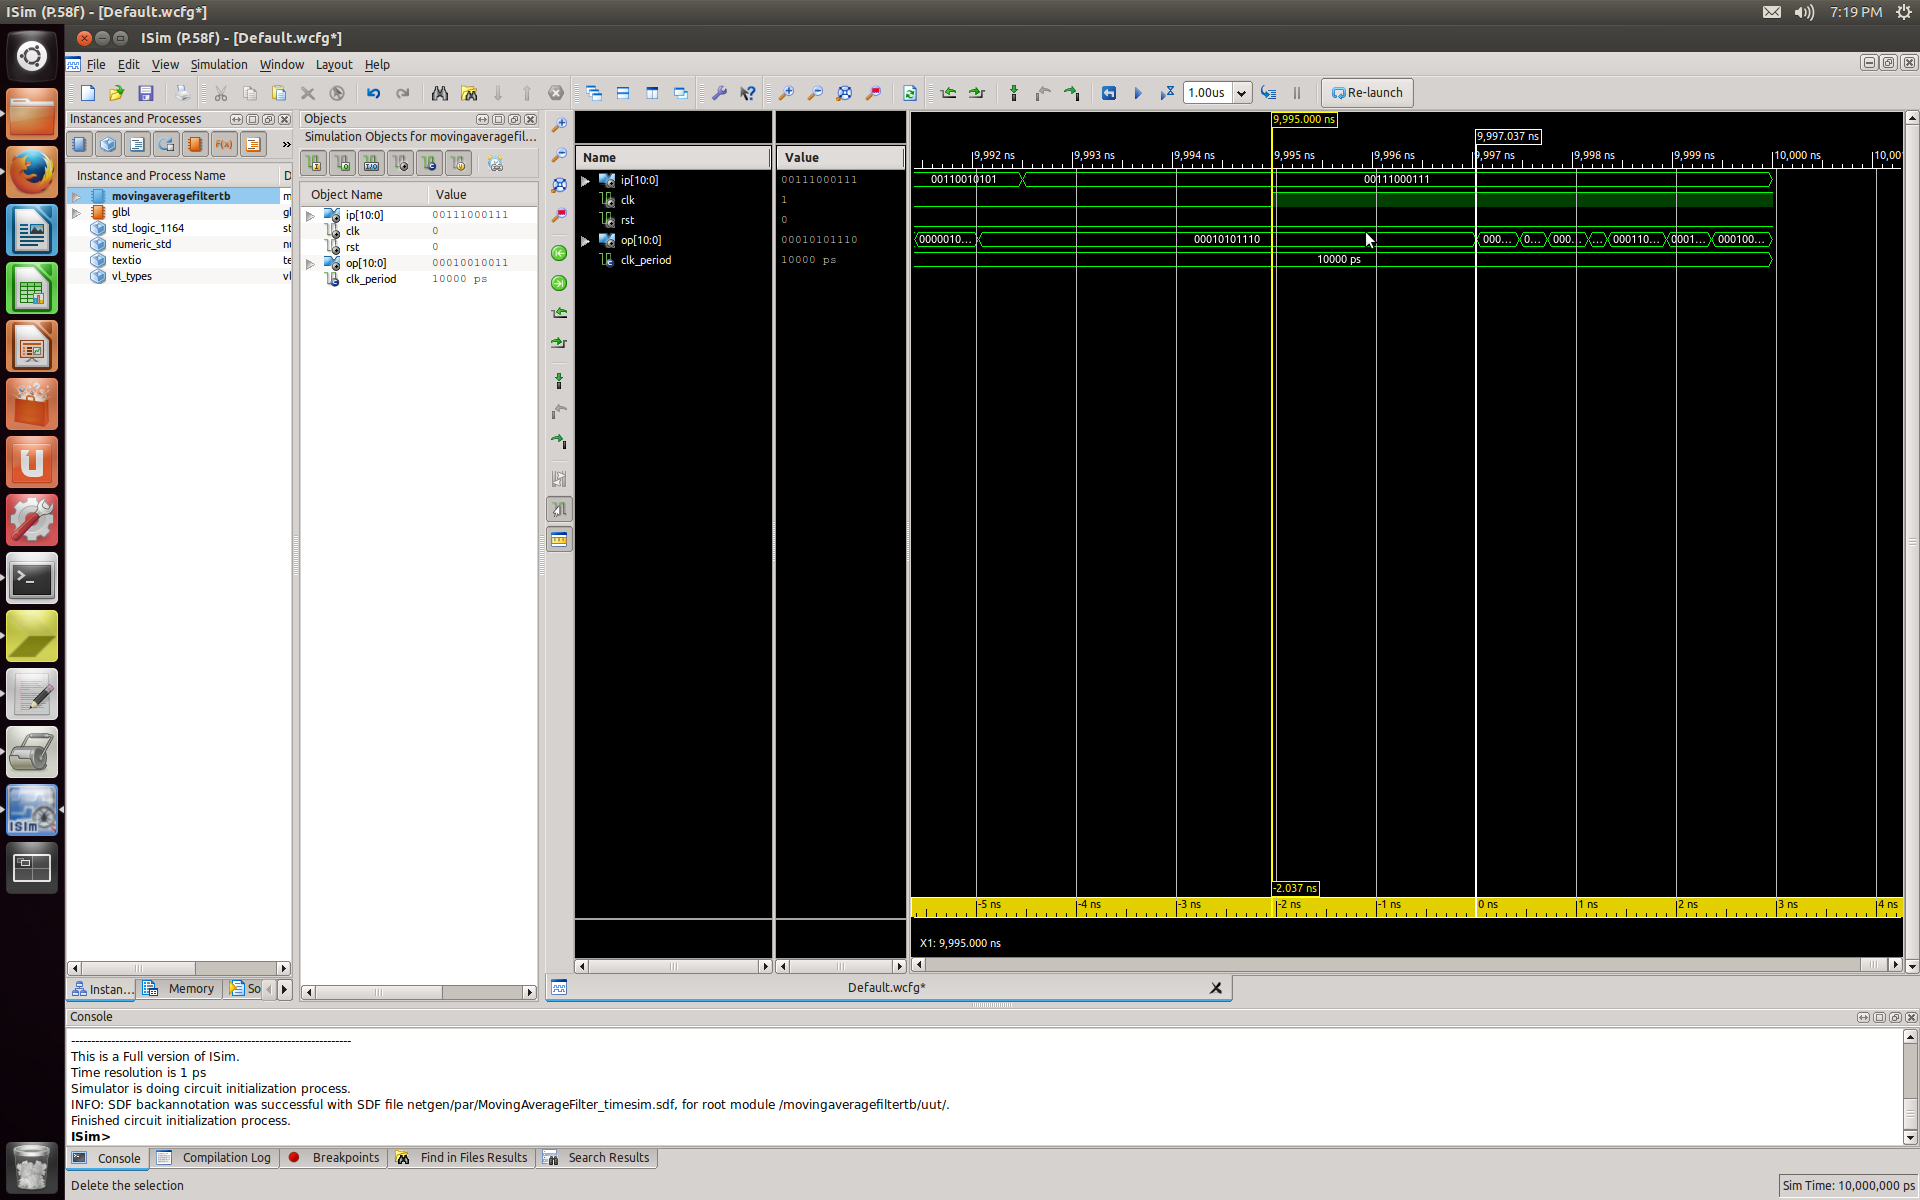 ISim (P.58f) - [Default.wcfg*]
7:19 PM
ISim (P.58f) - [Default.wcfg*]
File Edit View Simulation Window Layout Help
1.00us
Re-launch
Instances and Processes
Instance and Process Name
movingaveragefiltertb
glbl
std_logic_1164
numeric_std
textio
vl_types
Instan... Memory So
Objects
Simulation Objects for movingaveragefil...
Object Name Value
ip[10:0] 00111000111
clk 0
rst 0
op[10:0] 00010010011
clk_period 10000 ps
Name Value
ip[10:0] 00111000111
clk 1
rst 0
op[10:0] 00010101110
clk_period 10000 ps
9,995.000 ns
9,997.037 ns
9,992 ns 9,993 ns 9,994 ns 9,995 ns 9,996 ns 9,997 ns 9,998 ns 9,999 ns 10,000 ns 10,00
00110010101 00111000111
0000010... 00010101110 000... 0... 000... ... 000110... 0001... 000100...
10000 ps
-2.037 ns
-5 ns -4 ns -3 ns -2 ns -1 ns 0 ns 1 ns 2 ns 3 ns 4 ns
X1: 9,995.000 ns
Default.wcfg*
Console
This is a Full version of ISim.
Time resolution is 1 ps
Simulator is doing circuit initialization process.
INFO: SDF backannotation was successful with SDF file netgen/par/MovingAverageFilter_timesim.sdf, for root module /movingaveragefiltertb/uut/.
Finished circuit initialization process.
ISim>
Console Compilation Log Breakpoints Find in Files Results Search Results
Delete the selection
Sim Time: 10,000,000 ps